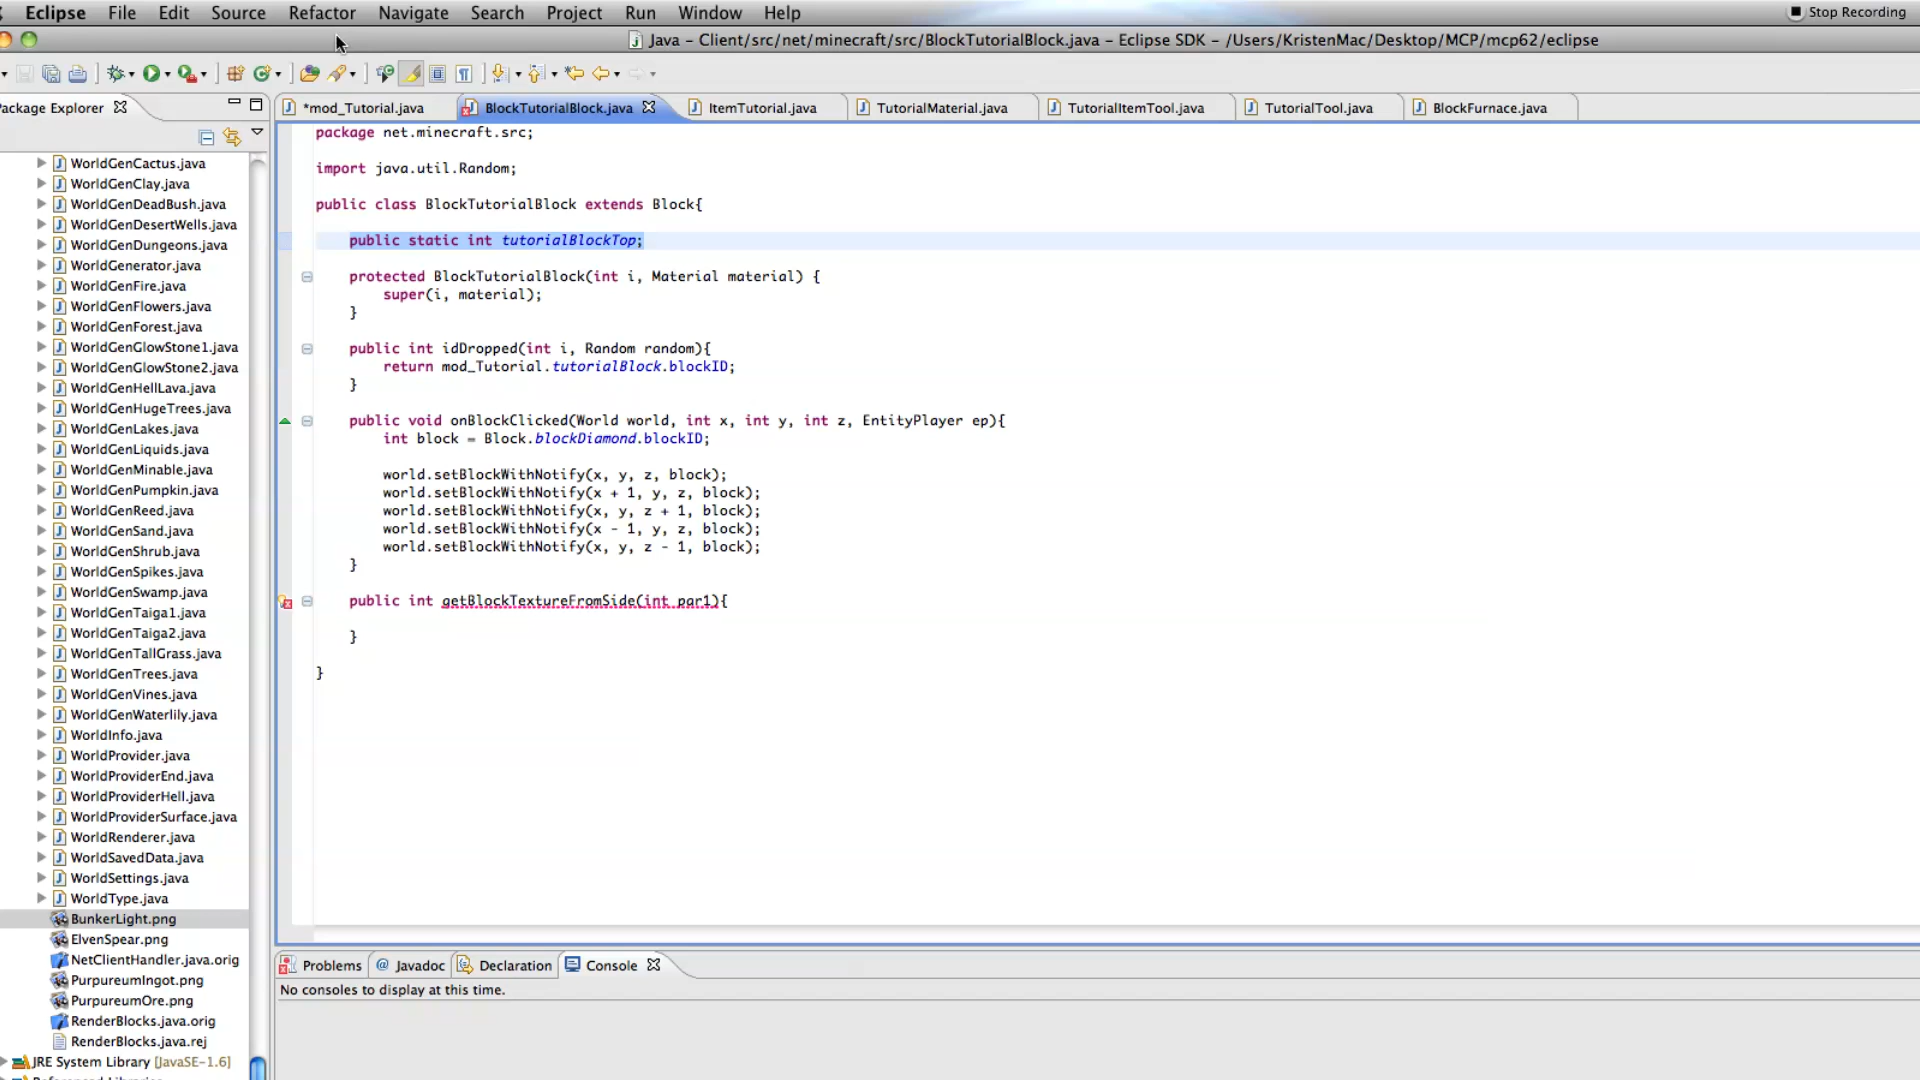 Eclipse File Edit Source Refactor Navigate Search Project Run Window Help Stop Recording
Java – Client/src/net/minecraft/src/BlockTutorialBlock.java – Eclipse SDK – /Users/KristenMac/Desktop/MCP/mcp62/eclipse
ackage Explorer
*mod_Tutorial.java BlockTutorialBlock.java ItemTutorial.java TutorialMaterial.java TutorialItemTool.java TutorialTool.java BlockFurnace.java
WorldGenCactus.java
WorldGenClay.java
WorldGenDeadBush.java
WorldGenDesertWells.java
WorldGenDungeons.java
WorldGenerator.java
WorldGenFire.java
WorldGenFlowers.java
WorldGenForest.java
WorldGenGlowStone1.java
WorldGenGlowStone2.java
WorldGenHellLava.java
WorldGenHugeTrees.java
WorldGenLakes.java
WorldGenLiquids.java
WorldGenMinable.java
WorldGenPumpkin.java
WorldGenReed.java
WorldGenSand.java
WorldGenShrub.java
WorldGenSpikes.java
WorldGenSwamp.java
WorldGenTaiga1.java
WorldGenTaiga2.java
WorldGenTallGrass.java
WorldGenTrees.java
WorldGenVines.java
WorldGenWaterlily.java
WorldInfo.java
WorldProvider.java
WorldProviderEnd.java
WorldProviderHell.java
WorldProviderSurface.java
WorldRenderer.java
WorldSavedData.java
WorldSettings.java
WorldType.java
BunkerLight.png
ElvenSpear.png
NetClientHandler.java.orig
PurpureumIngot.png
PurpureumOre.png
RenderBlocks.java.orig
RenderBlocks.java.rej
JRE System Library [JavaSE-1.6]
package net.minecraft.src;
import java.util.Random;
public class BlockTutorialBlock extends Block{
public static int tutorialBlockTop;
protected BlockTutorialBlock(int i, Material material) {
super(i, material);
}
public int idDropped(int i, Random random){
return mod_Tutorial.tutorialBlock.blockID;
}
public void onBlockClicked(World world, int x, int y, int z, EntityPlayer ep){
int block = Block.blockDiamond.blockID;
world.setBlockWithNotify(x, y, z, block);
world.setBlockWithNotify(x + 1, y, z, block);
world.setBlockWithNotify(x, y, z + 1, block);
world.setBlockWithNotify(x - 1, y, z, block);
world.setBlockWithNotify(x, y, z - 1, block);
}
public int getBlockTextureFromSide(int par1){
}
}
Problems @ Javadoc Declaration Console
No consoles to display at this time.